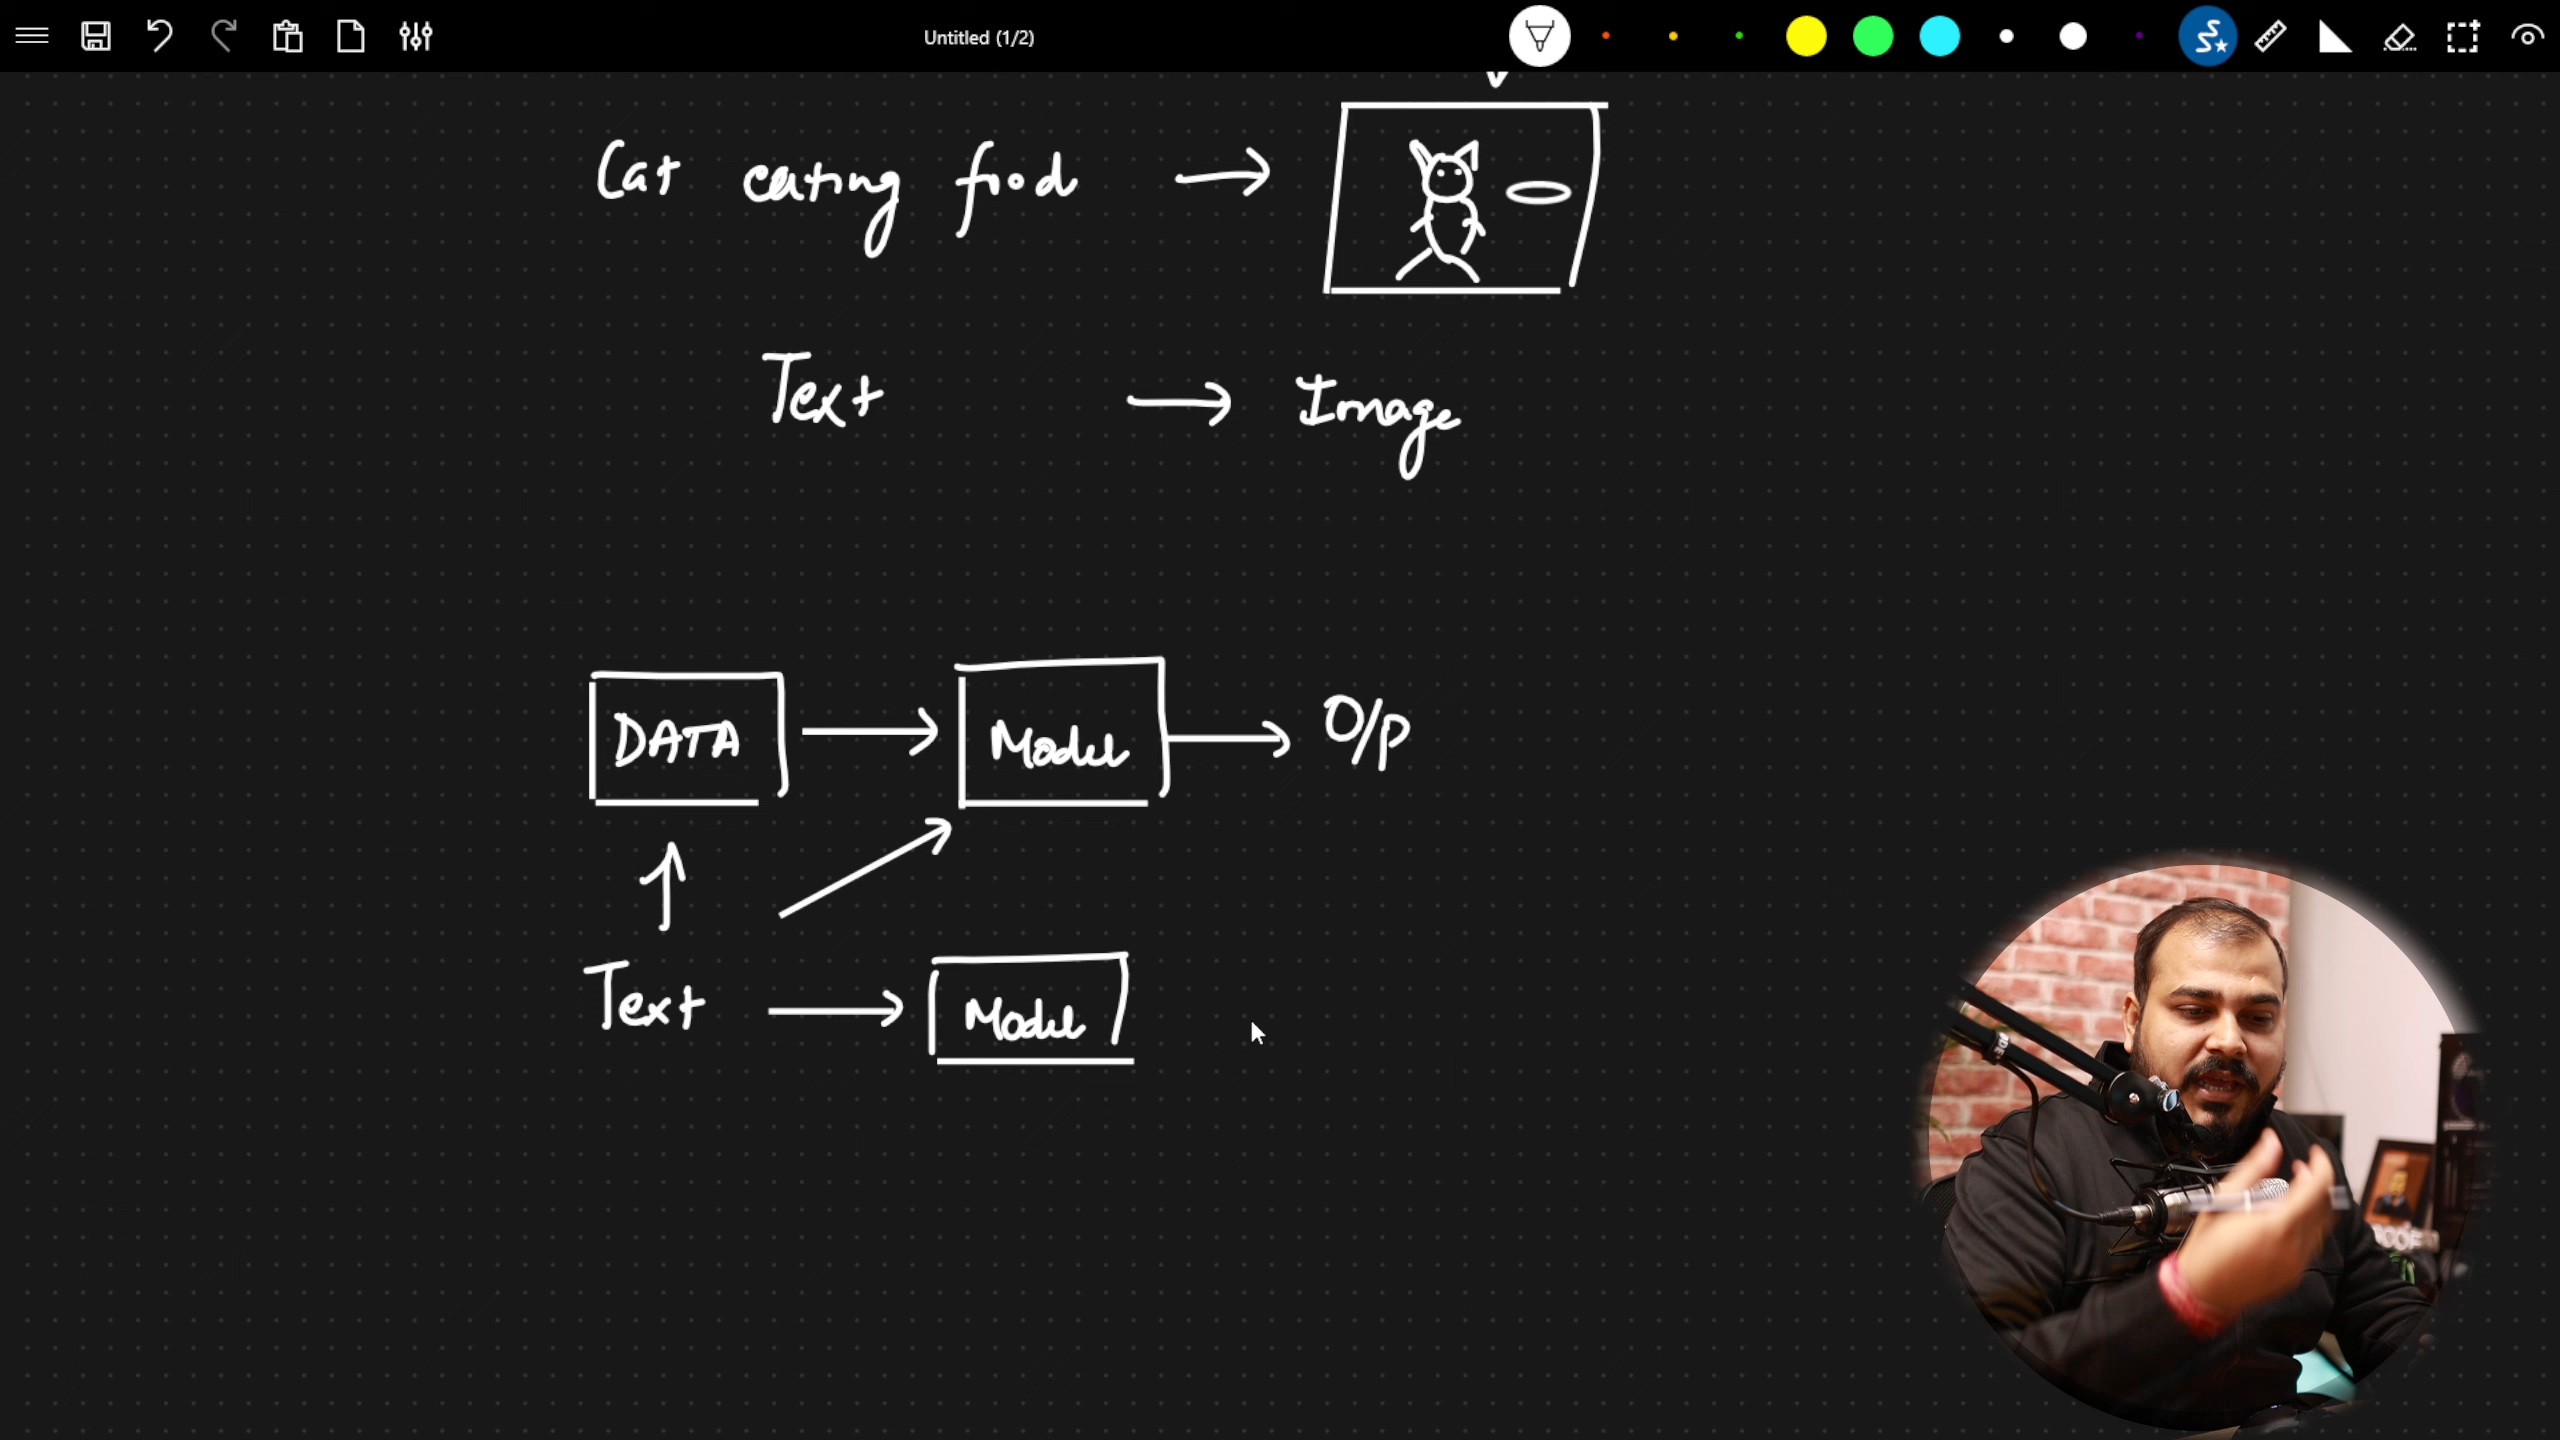 Untitled (1/2)
Cat eating food
Text → Image
DATA → Model → O/p
Text → Model